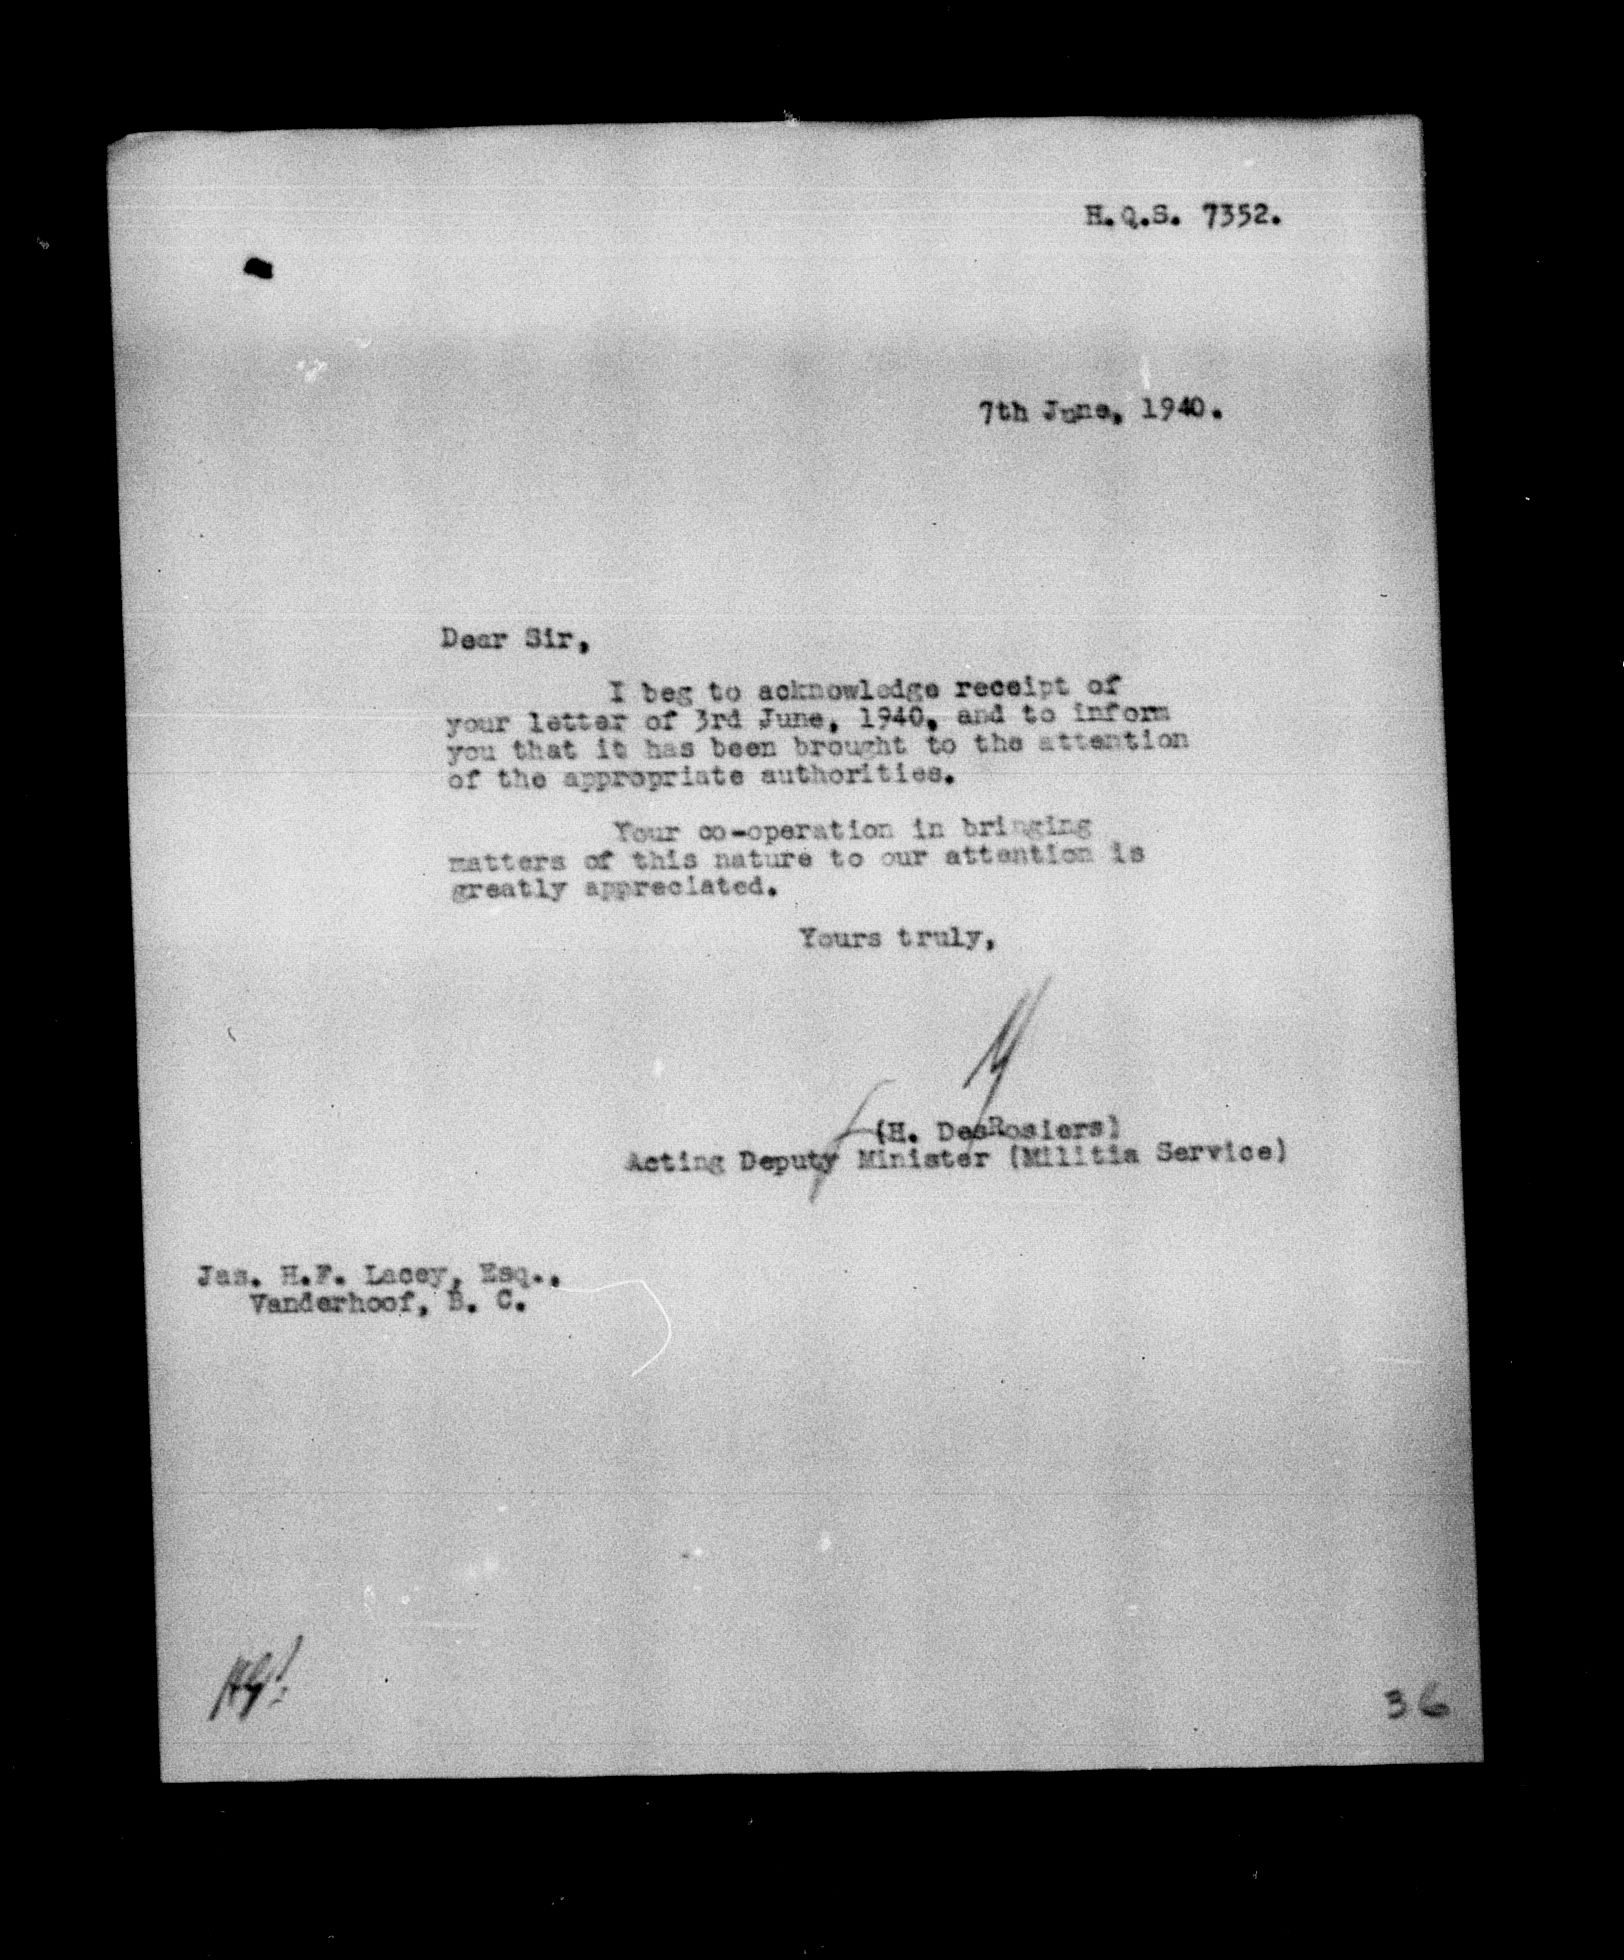 H.Q.S. 7352.
7th June, 1940.
Dear Sir,
I beg to acknowledge receipt of
your letter of 3rd June, 1940, and to inform
you that it has been brought to the attention
of the appropriate authorities.
Your co-operation in bringing
matters of this nature to our attention is
greatly appreciated.
Yours truly,
(H. DesRosiers)
Acting Deputy Minister (Militia Service)
Jas. H.F. Lacey, Esq.,
Vanderhoof, B. C.
36